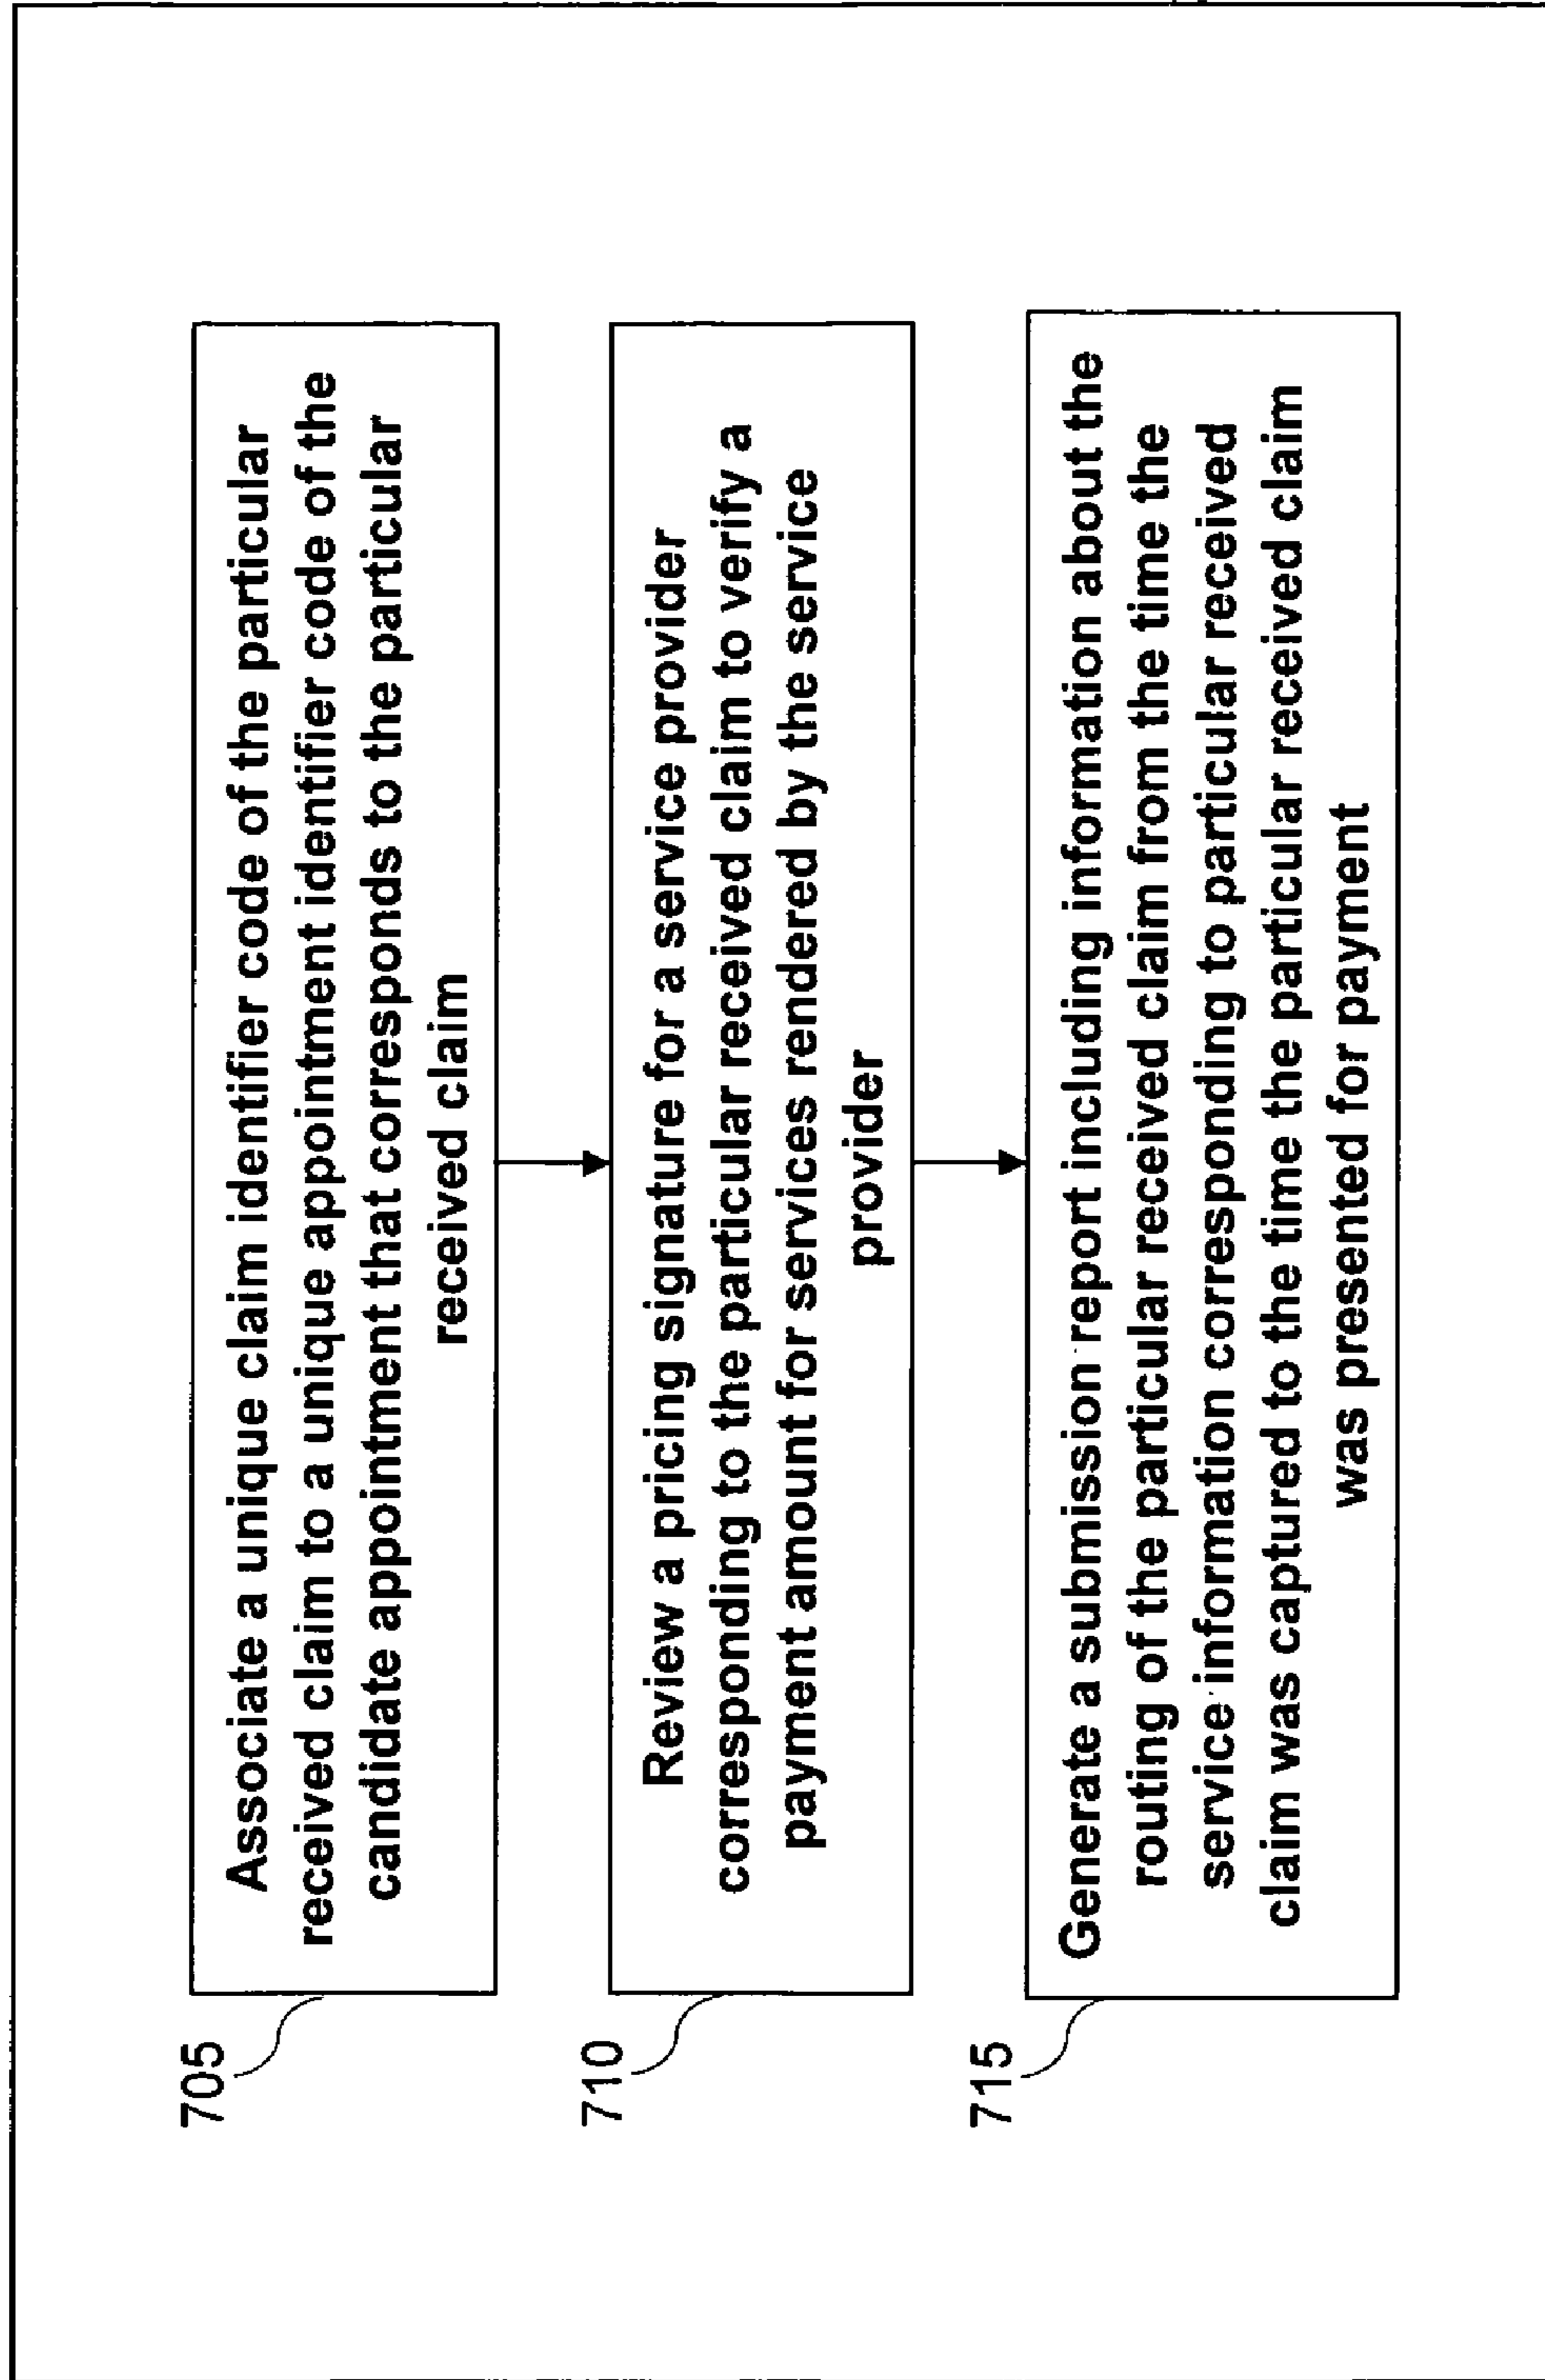 705
Associate a unique claim identifier code of the particular
received claim to a unique appointment identifier code of the
candidate appointment that corresponds to the particular
received claim
710
Review a pricing signature for a service provider
corresponding to the particular received claim to verify a
payment amount for services rendered by the service
provider
715
Generate a submission report including information about the
routing of the particular received claim from the time the
service information corresponding to particular received
claim was captured to the time the particular received claim
was presented for payment